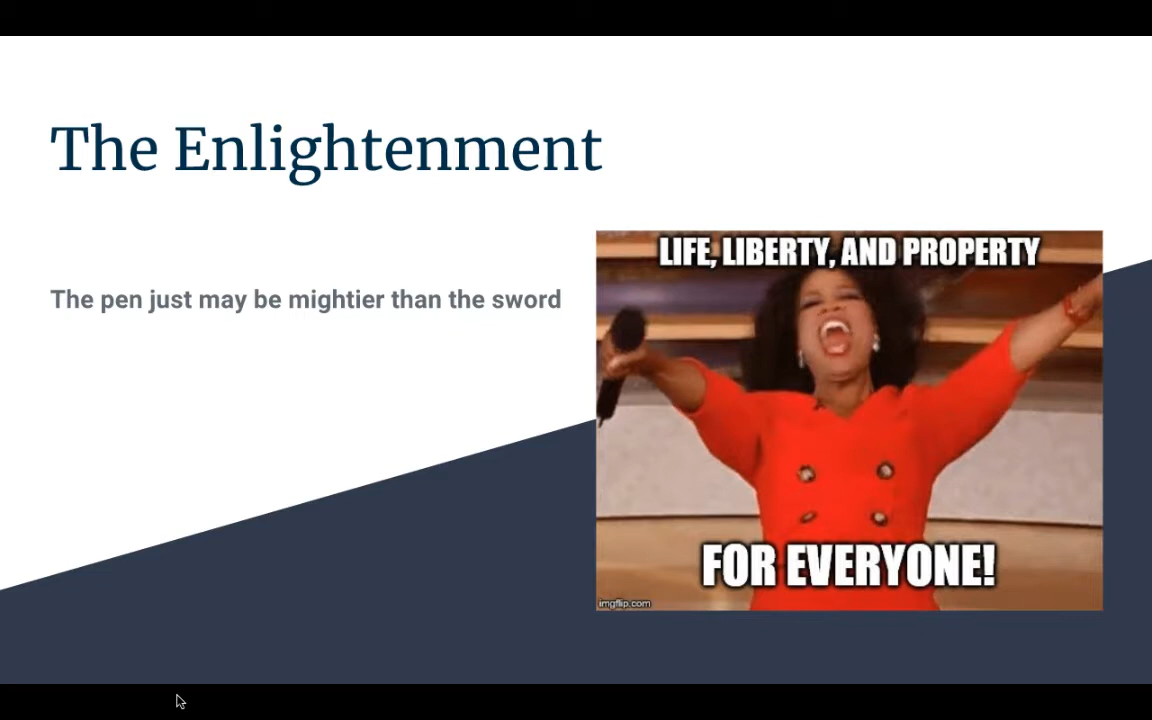 The Enlightenment
The pen just may be mightier than the sword
LIFE, LIBERTY, AND PROPERTY
FOR EVERYONE!
imgflip.com